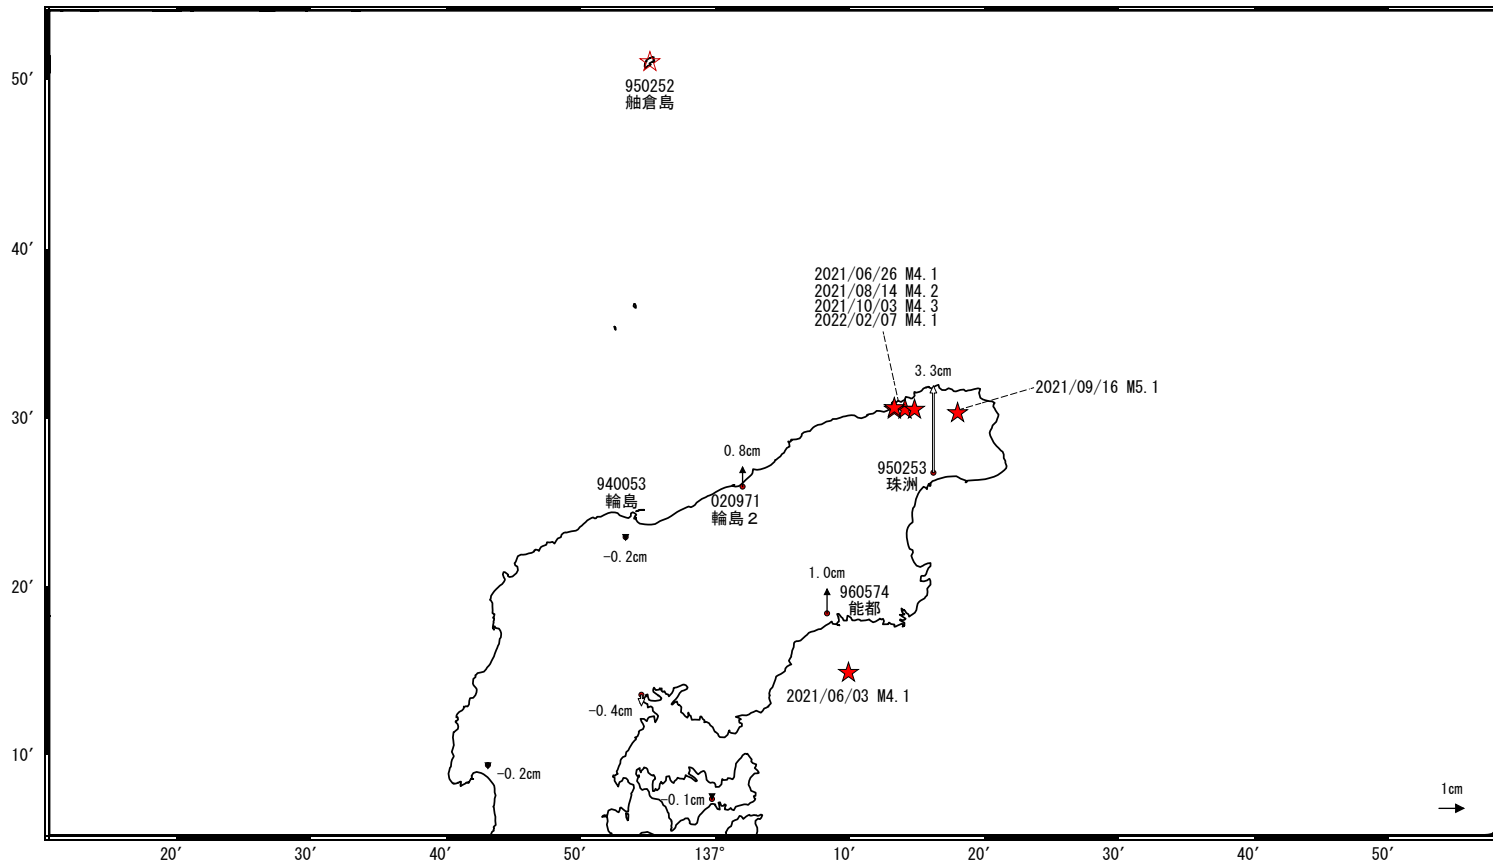 50′
950252
舳倉島
40′
2021/06/26 M4.1
2021/08/14 M4.2
2021/10/03 M4.3
2022/02/07 M4.1
3.3cm
2021/09/16 M5.1
30′
0.8cm
950253
珠洲
940053
輪島
020971
輪島２
-0.2cm
1.0cm
20′
960574
能都
2021/06/03 M4.1
-0.4cm
10′
-0.2cm
-0.1cm
1cm
20′
30′
40′
50′
137°
10′
20′
30′
40′
50′